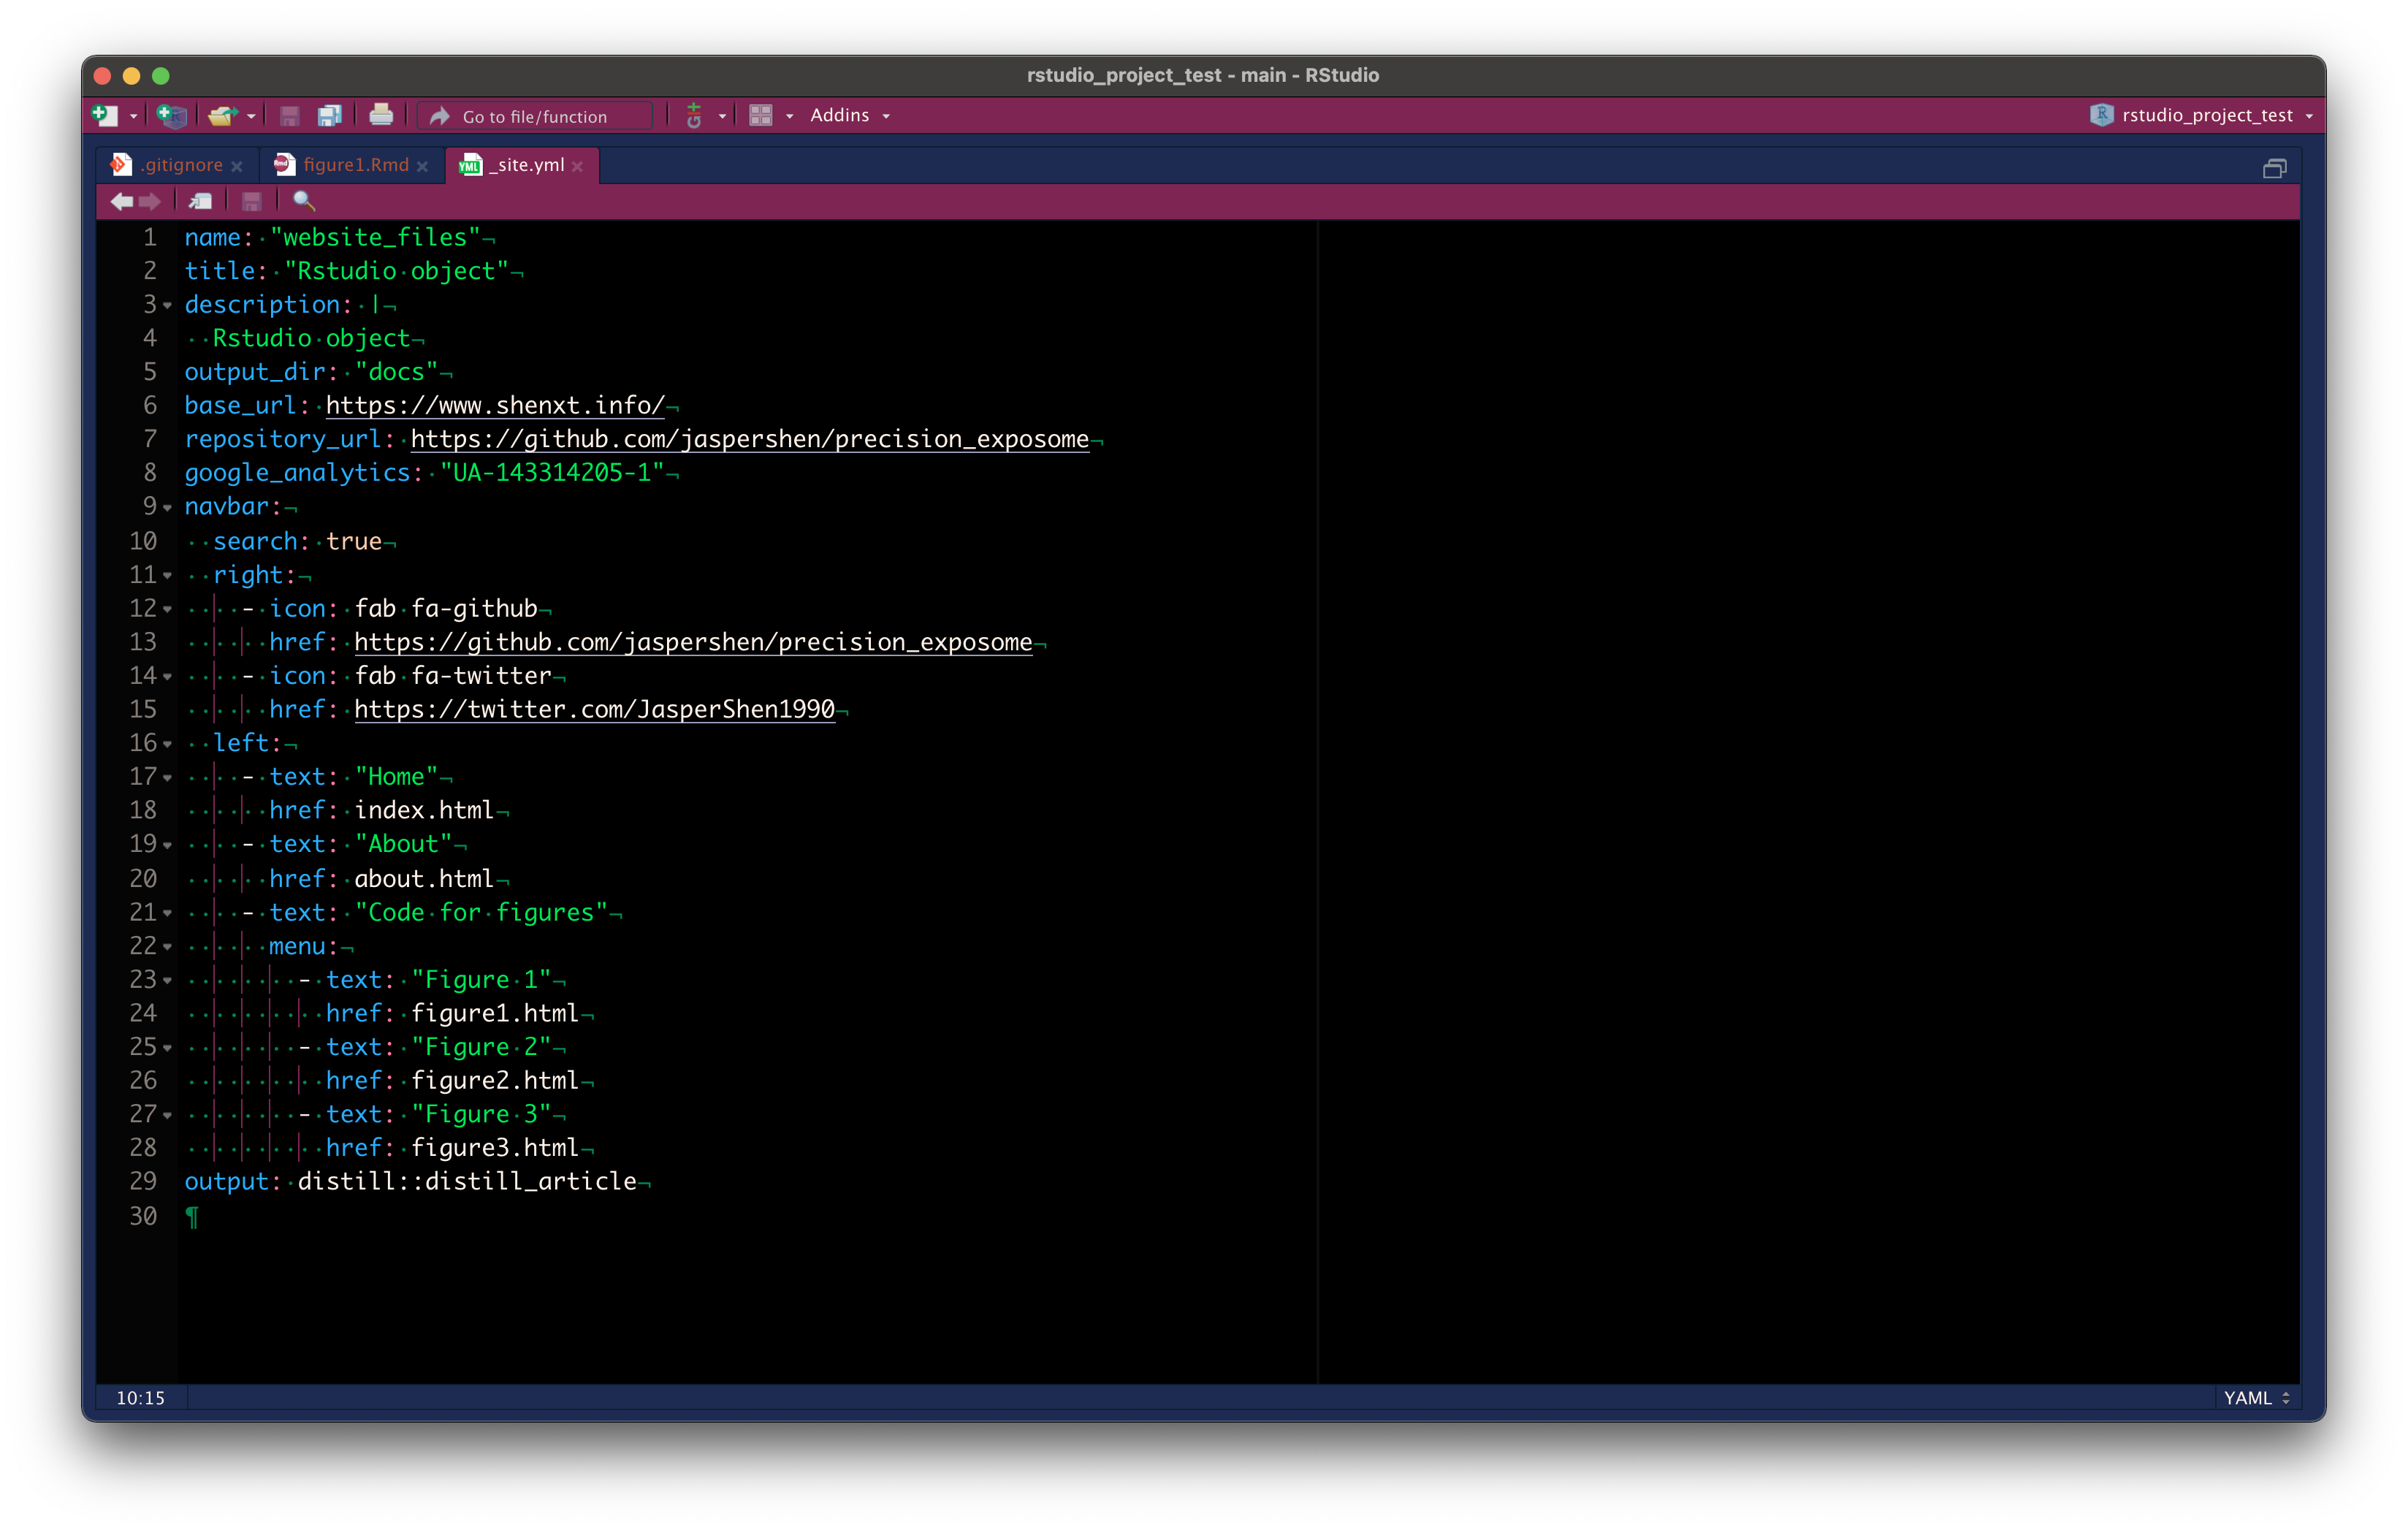 rstudio_project_test - main - RStudio
Go to file/function
Git
Addins
rstudio_project_test
.gitignore
figure1.Rmd
_site.yml
1 name: "website_files"
2 title: "Rstudio object"
3 description: |
4   Rstudio object
5 output_dir: "docs"
6 base_url: https://www.shenxt.info/
7 repository_url: https://github.com/jaspershen/precision_exposome
8 google_analytics: "UA-143314205-1"
9 navbar:
10   search: true
11   right:
12     - icon: fab fa-github
13       href: https://github.com/jaspershen/precision_exposome
14     - icon: fab fa-twitter
15       href: https://twitter.com/JasperShen1990
16   left:
17     - text: "Home"
18       href: index.html
19     - text: "About"
20       href: about.html
21     - text: "Code for figures"
22       menu:
23         - text: "Figure 1"
24           href: figure1.html
25         - text: "Figure 2"
26           href: figure2.html
27         - text: "Figure 3"
28           href: figure3.html
29 output: distill::distill_article
30 ¶
10:15
YAML